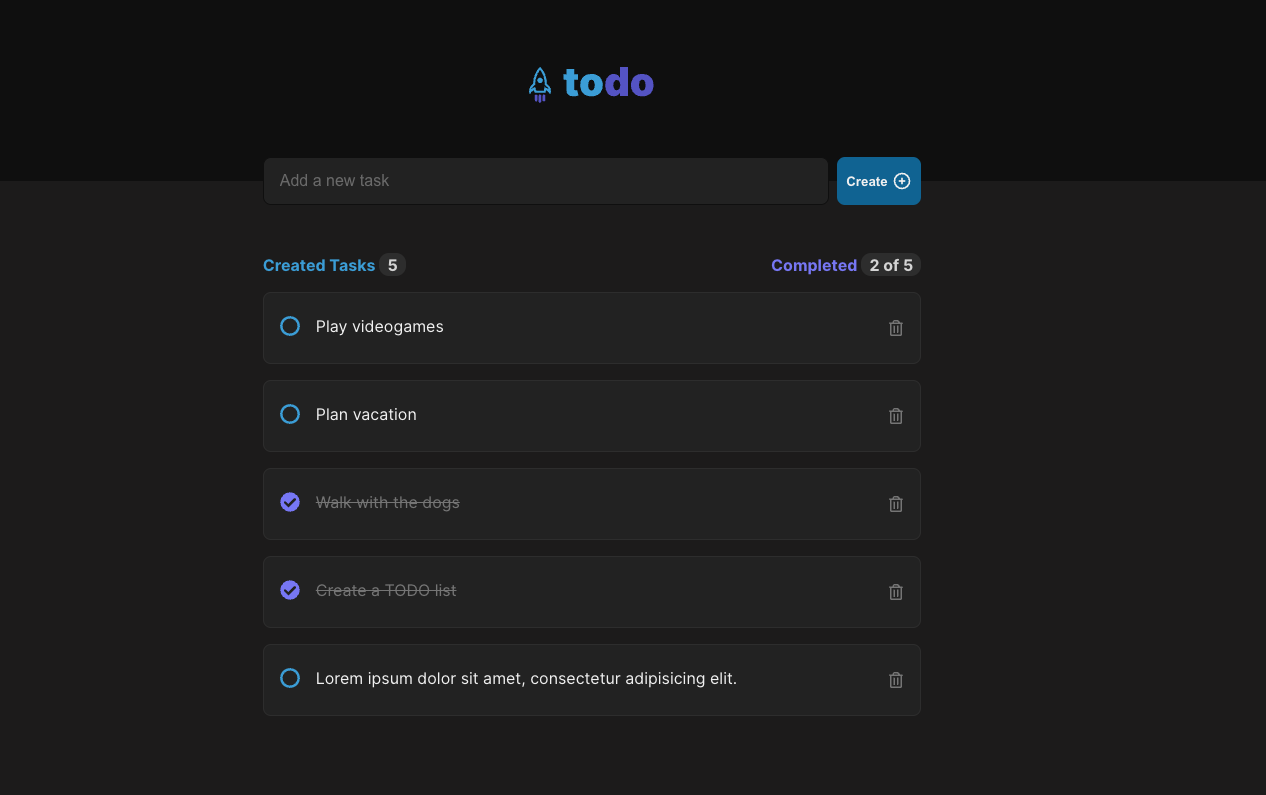 todo
Add a new task
Create
Created Tasks 5
Completed 2 of 5
Play videogames
Plan vacation
Walk with the dogs
Create a TODO list
Lorem ipsum dolor sit amet, consectetur adipisicing elit.